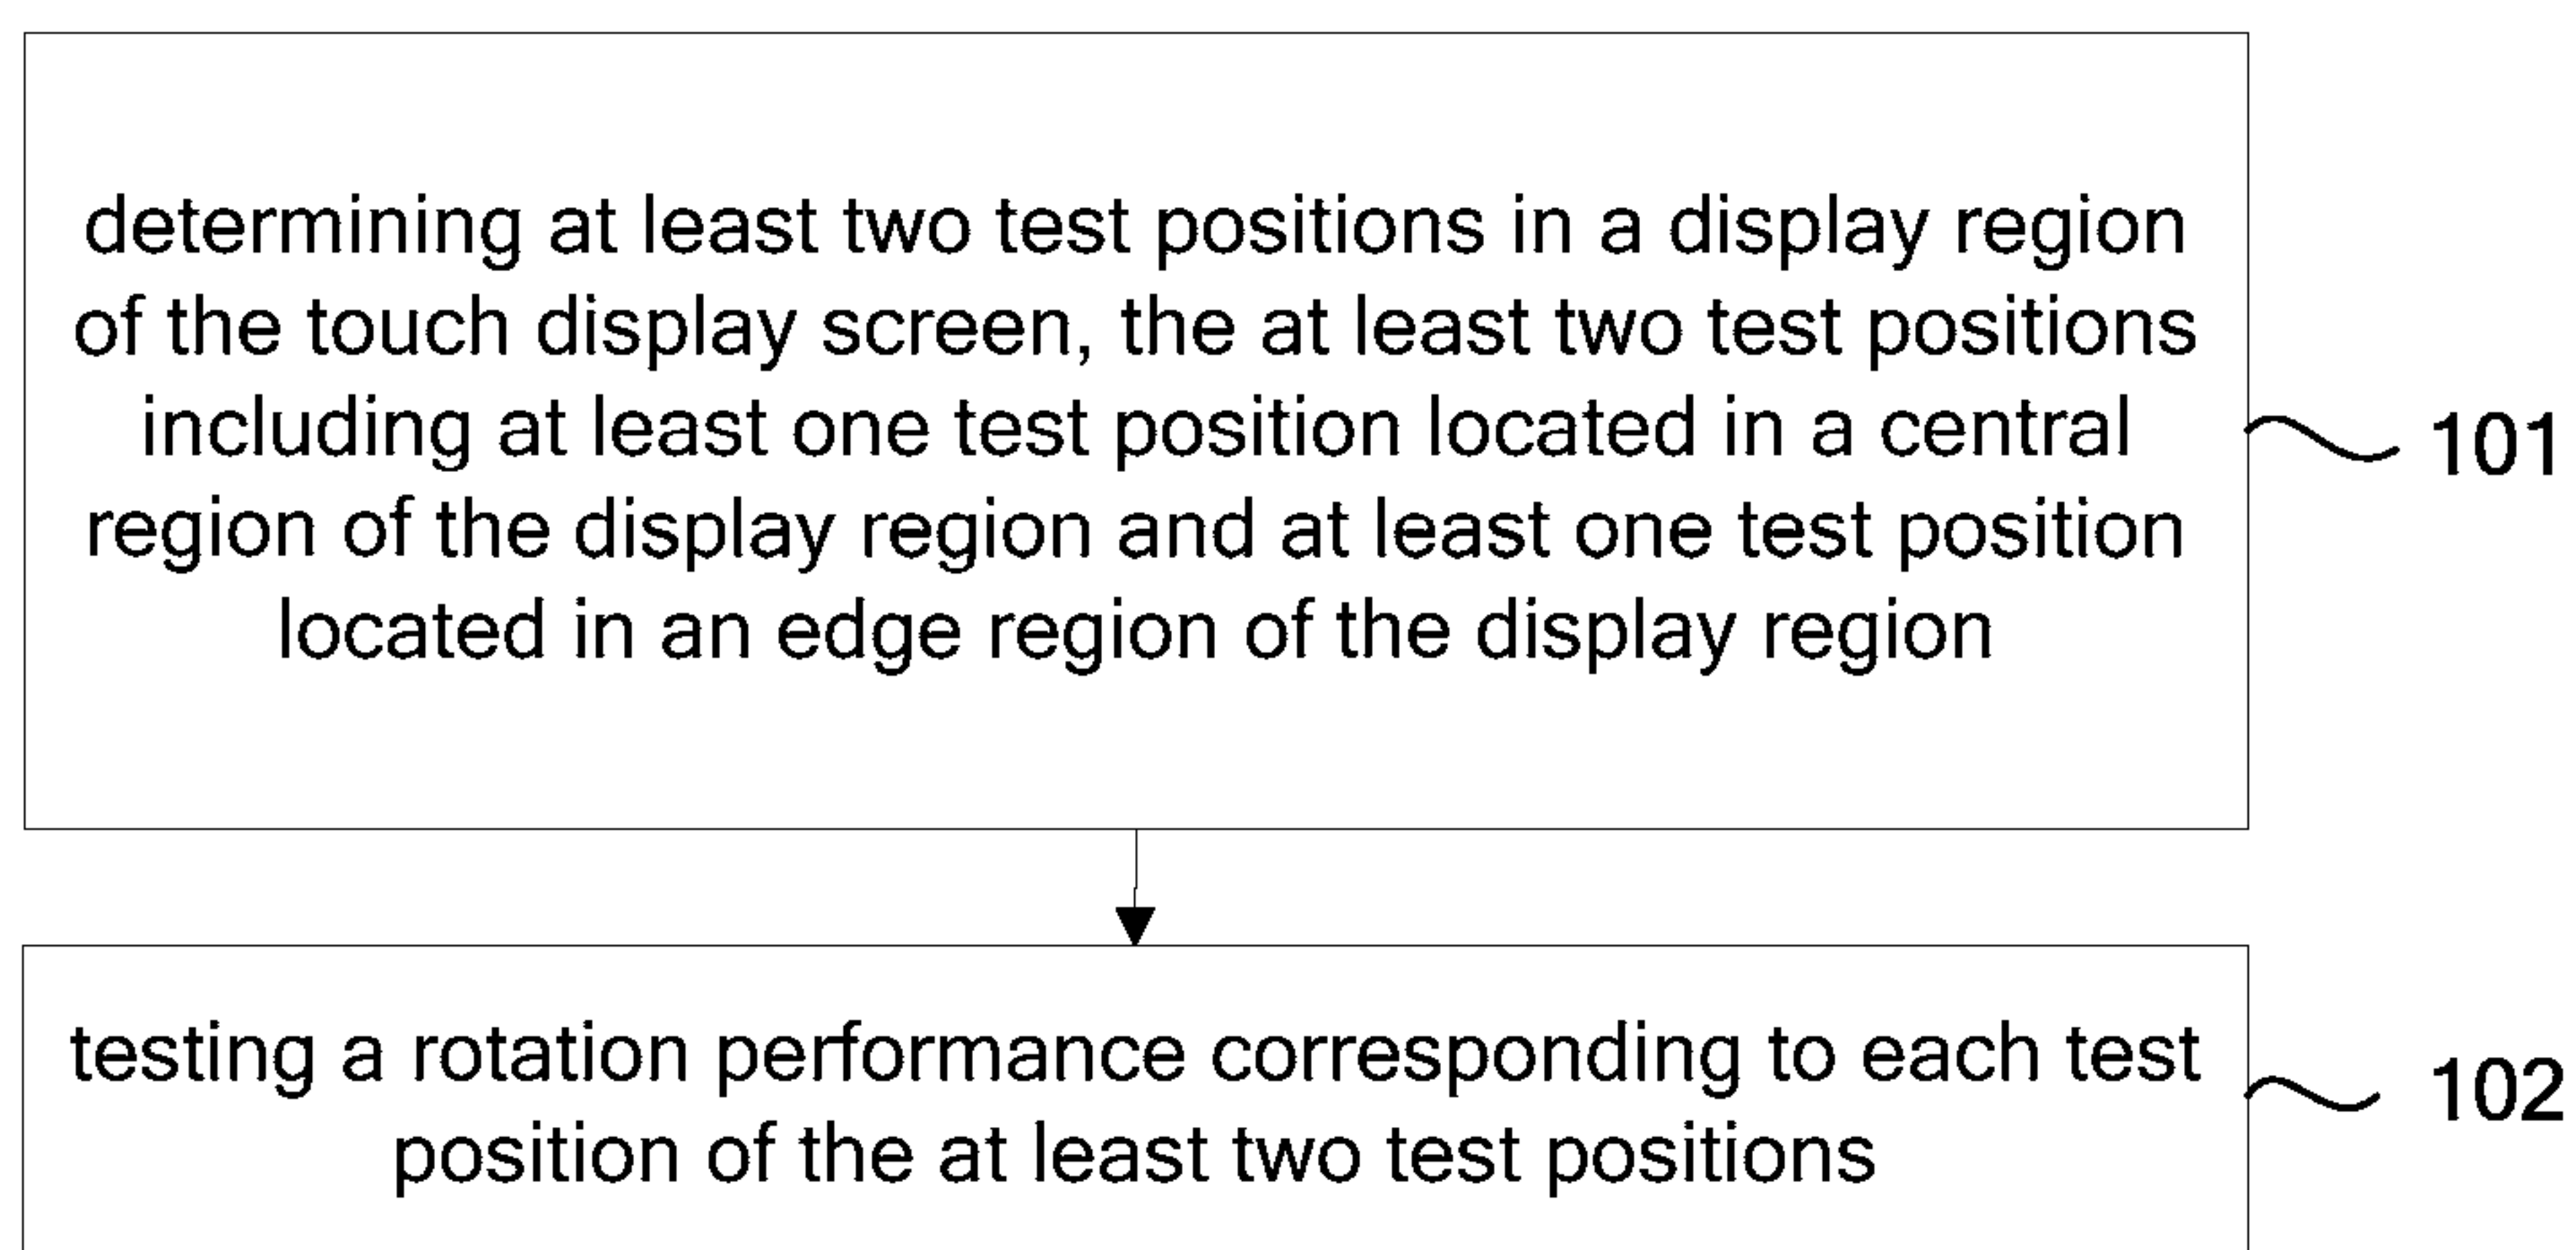 determining at least two test positions in a display region
of the touch display screen, the at least two test positions
including at least one test position located in a central
region of the display region and at least one test position
located in an edge region of the display region
101
testing a rotation performance corresponding to each test
position of the at least two test positions
102